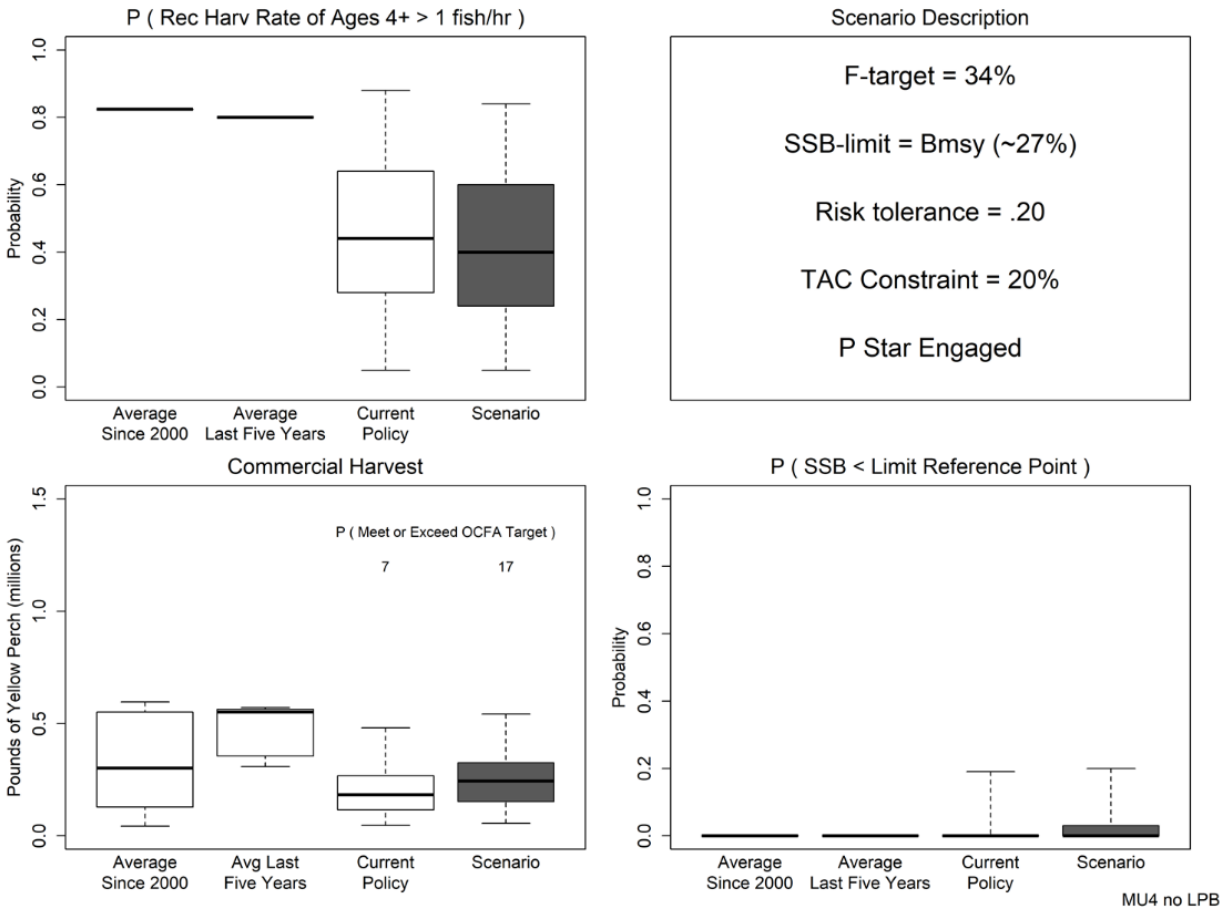 P ( Rec Harv Rate of Ages 4+ > 1 fish/hr )
Probability
1.0
0.8
0.6
0.4
0.2
0.0
Average
Since 2000
Average
Last Five Years
Current
Policy
Scenario
Scenario Description
F-target = 34%
SSB-limit = Bmsy (~27%)
Risk tolerance = .20
TAC Constraint = 20%
P Star Engaged
Commercial Harvest
Pounds of Yellow Perch (millions)
1.5
1.0
0.5
0.0
P ( Meet or Exceed OCFA Target )
7
17
Average
Since 2000
Avg Last
Five Years
Current
Policy
Scenario
P ( SSB < Limit Reference Point )
Probability
1.0
0.8
0.6
0.4
0.2
0.0
Average
Since 2000
Average
Last Five Years
Current
Policy
Scenario
MU4 no LPB